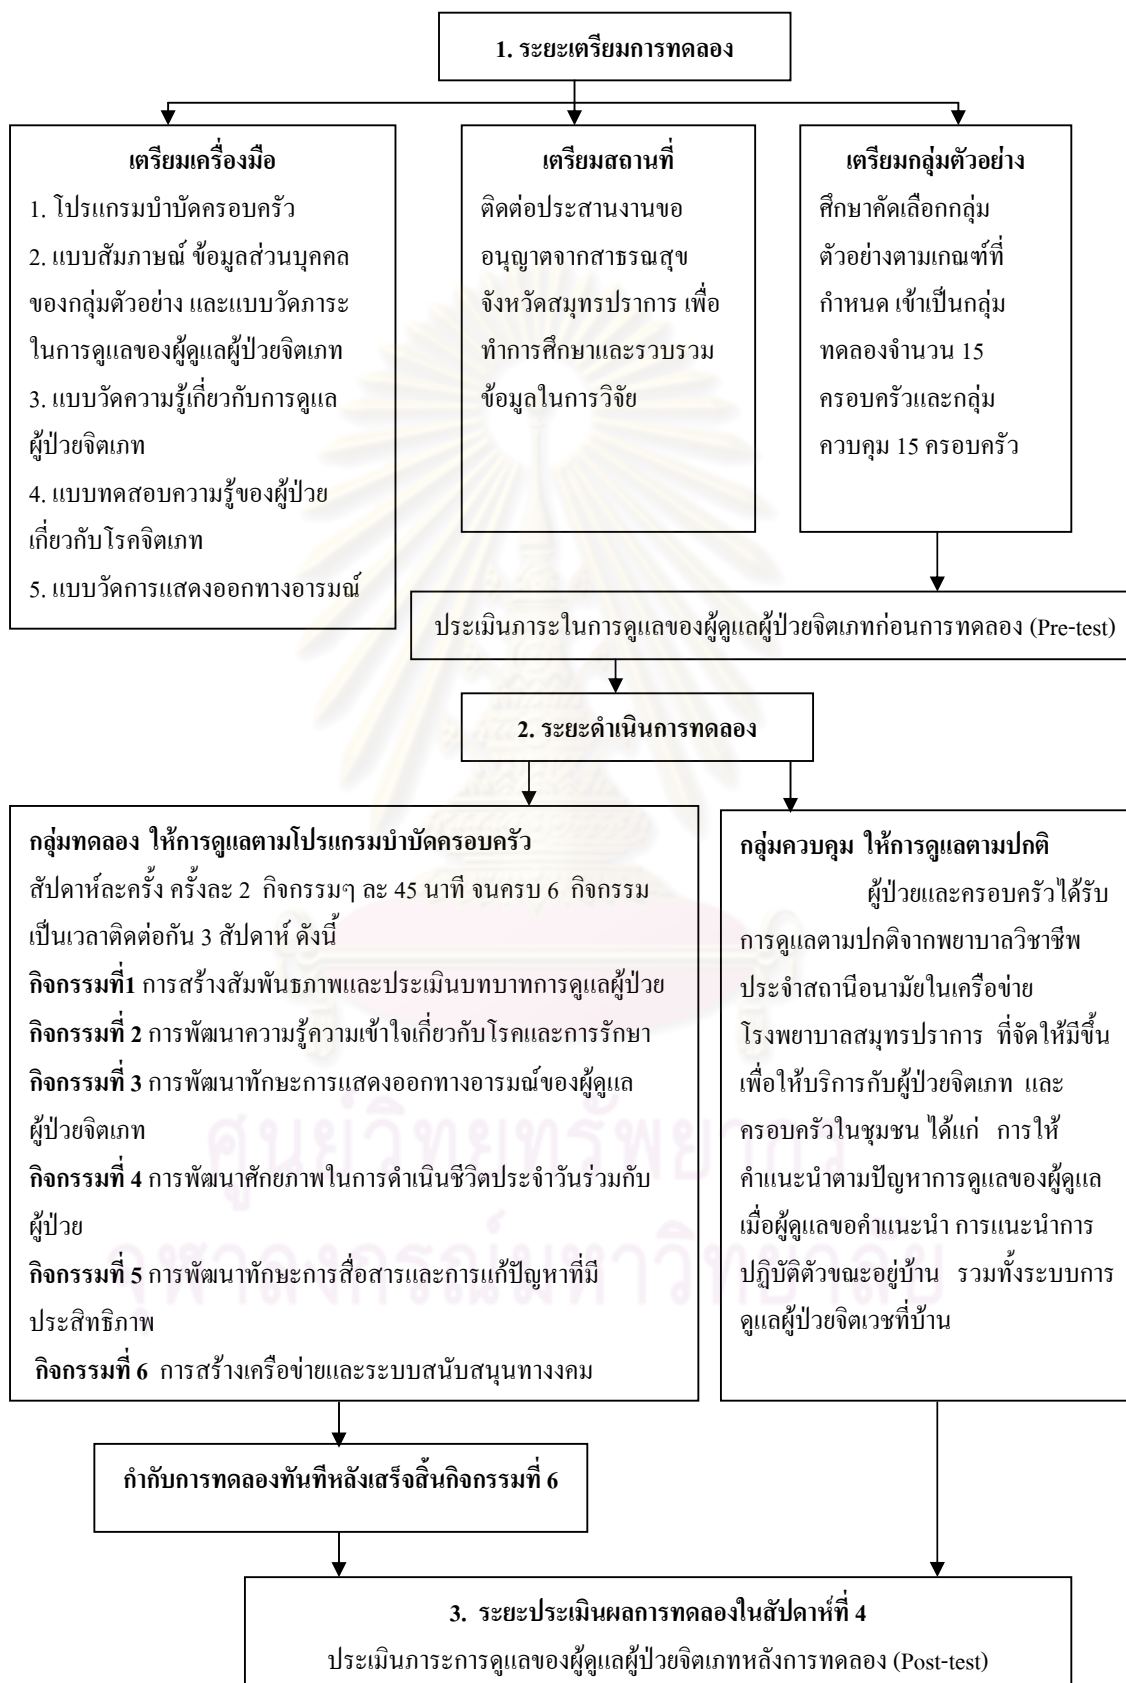 1. ระยะเตรียมการทดลอง
เตรียมเครื่องมือ
1. โปรแกรมบำบัดครอบครัว
2. แบบสัมภาษณ์ ข้อมูลส่วนบุคคล
ของกลุ่มตัวอย่าง และแบบวัดภาระ
ในการดูแลของผู้ดูแลผู้ป่วยจิตเภท
3. แบบวัดความรู้เกี่ยวกับการดูแล
ผู้ป่วยจิตเภท
4. แบบทดสอบความรู้ของผู้ป่วย
เกี่ยวกับโรคจิตเภท
5. แบบวัดการแสดงออกทางอารมณ์
เตรียมสถานที่
ติดต่อประสานงานขอ
อนุญาตจากสาธรณสุข
จังหวัดสมุทรปราการ เพื่อ
ทำการศึกษาและรวบรวม
ข้อมูลในการวิจัย
เตรียมกลุ่มตัวอย่าง
ศึกษาคัดเลือกกลุ่ม
ตัวอย่างตามเกณฑ์ที่
กำหนด เข้าเป็นกลุ่ม
ทดลองจำนวน 15
ครอบครัวและกลุ่ม
ควบคุม 15 ครอบครัว
ประเมินภาระในการดูแลของผู้ดูแลผู้ป่วยจิตเภทก่อนการทดลอง (Pre-test)
2. ระยะดำเนินการทดลอง
กลุ่มทดลอง ให้การดูแลตามโปรแกรมบำบัดครอบครัว
สัปดาห์ละครั้ง ครั้งละ 2 กิจกรรมๆ ละ 45 นาที จนครบ 6 กิจกรรม
เป็นเวลาติดต่อกัน 3 สัปดาห์ ดังนี้
กิจกรรมที่1 การสร้างสัมพันธภาพและประเมินบทบาทการดูแลผู้ป่วย
กิจกรรมที่ 2 การพัฒนาความรู้ความเข้าใจเกี่ยวกับโรคและการรักษา
กิจกรรมที่ 3 การพัฒนาทักษะการแสดงออกทางอารมณ์ของผู้ดูแล
ผู้ป่วยจิตเภท
กิจกรรมที่ 4 การพัฒนาศักยภาพในการดำเนินชีวิตประจำวันร่วมกับ
ผู้ป่วย
กิจกรรมที่ 5 การพัฒนาทักษะการสื่อสารและการแก้ปัญหาที่มี
ประสิทธิภาพ
กิจกรรมที่ 6 การสร้างเครือข่ายและระบบสนับสนุนทางงคม
กลุ่มควบคุม ให้การดูแลตามปกติ
ผู้ป่วยและครอบครัวได้รับ
การดูแลตามปกติจากพยาบาลวิชาชีพ
ประจำสถานีอนามัยในเครือข่าย
โรงพยาบาลสมุทรปราการ ที่จัดให้มีขึ้น
เพื่อให้บริการกับผู้ป่วยจิตเภท และ
ครอบครัวในชุมชน ได้แก่ การให้
คำแนะนำตามปัญหาการดูแลของผู้ดูแล
เมื่อผู้ดูแลขอคำแนะนำ การแนะนำการ
ปฏิบัติตัวขณะอยู่บ้าน รวมทั้งระบบการ
ดูแลผู้ป่วยจิตเวชที่บ้าน
ศูนย์วิทยทรัพยากร
จุฬาลงกรณ์มหาวิทยาลัย
กำกับการทดลองทันทีหลังเสร็จสิ้นกิจกรรมที่ 6
3. ระยะประเมินผลการทดลองในสัปดาห์ที่ 4
ประเมินภาระการดูแลของผู้ดูแลผู้ป่วยจิตเภทหลังการทดลอง (Post-test)